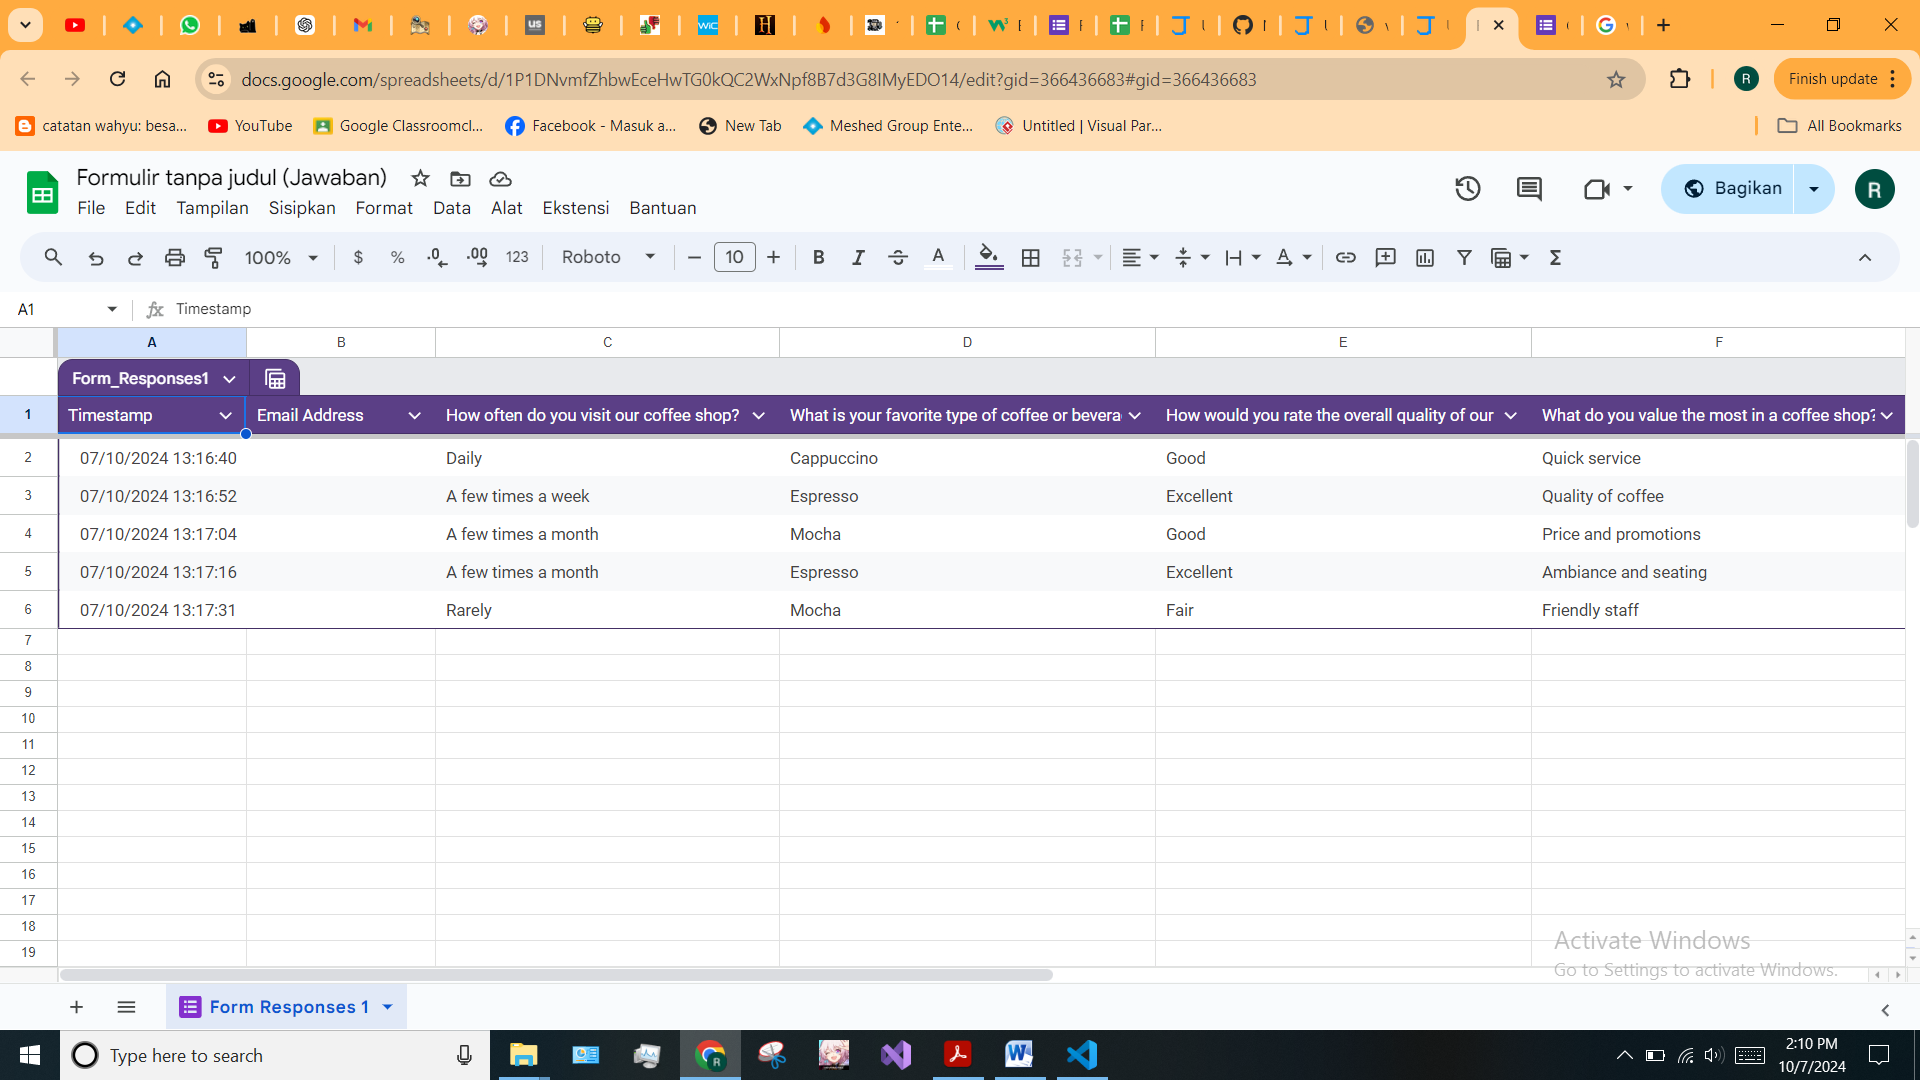 docs.google.com/spreadsheets/d/1P1DNvmfZhbwEceHwTG0kQC2WxNpf8B7d3G8IMyEDO14/edit?gid=366436683#gid=366436683
R
Finish update
catatan wahyu: besa...
YouTube
Google Classroomcl...
Facebook - Masuk a...
New Tab
Meshed Group Ente...
Untitled | Visual Par...
All Bookmarks
Formulir tanpa judul (Jawaban)
File Edit Tampilan Sisipkan Format Data Alat Ekstensi Bantuan
Bagikan
R
100% $ % .0 .00 123 Roboto 10 B I A
A1 fx Timestamp
A B C D E F
Form_Responses1
1 Timestamp Email Address How often do you visit our coffee shop? What is your favorite type of coffee or bevera How would you rate the overall quality of our What do you value the most in a coffee shop?
2 07/10/2024 13:16:40 Daily Cappuccino Good Quick service
3 07/10/2024 13:16:52 A few times a week Espresso Excellent Quality of coffee
4 07/10/2024 13:17:04 A few times a month Mocha Good Price and promotions
5 07/10/2024 13:17:16 A few times a month Espresso Excellent Ambiance and seating
6 07/10/2024 13:17:31 Rarely Mocha Fair Friendly staff
7
8
9
10
11
12
13
14
15
16
17
18
19
Activate Windows
Go to Settings to activate Windows.
Form Responses 1
Type here to search
2:10 PM
10/7/2024